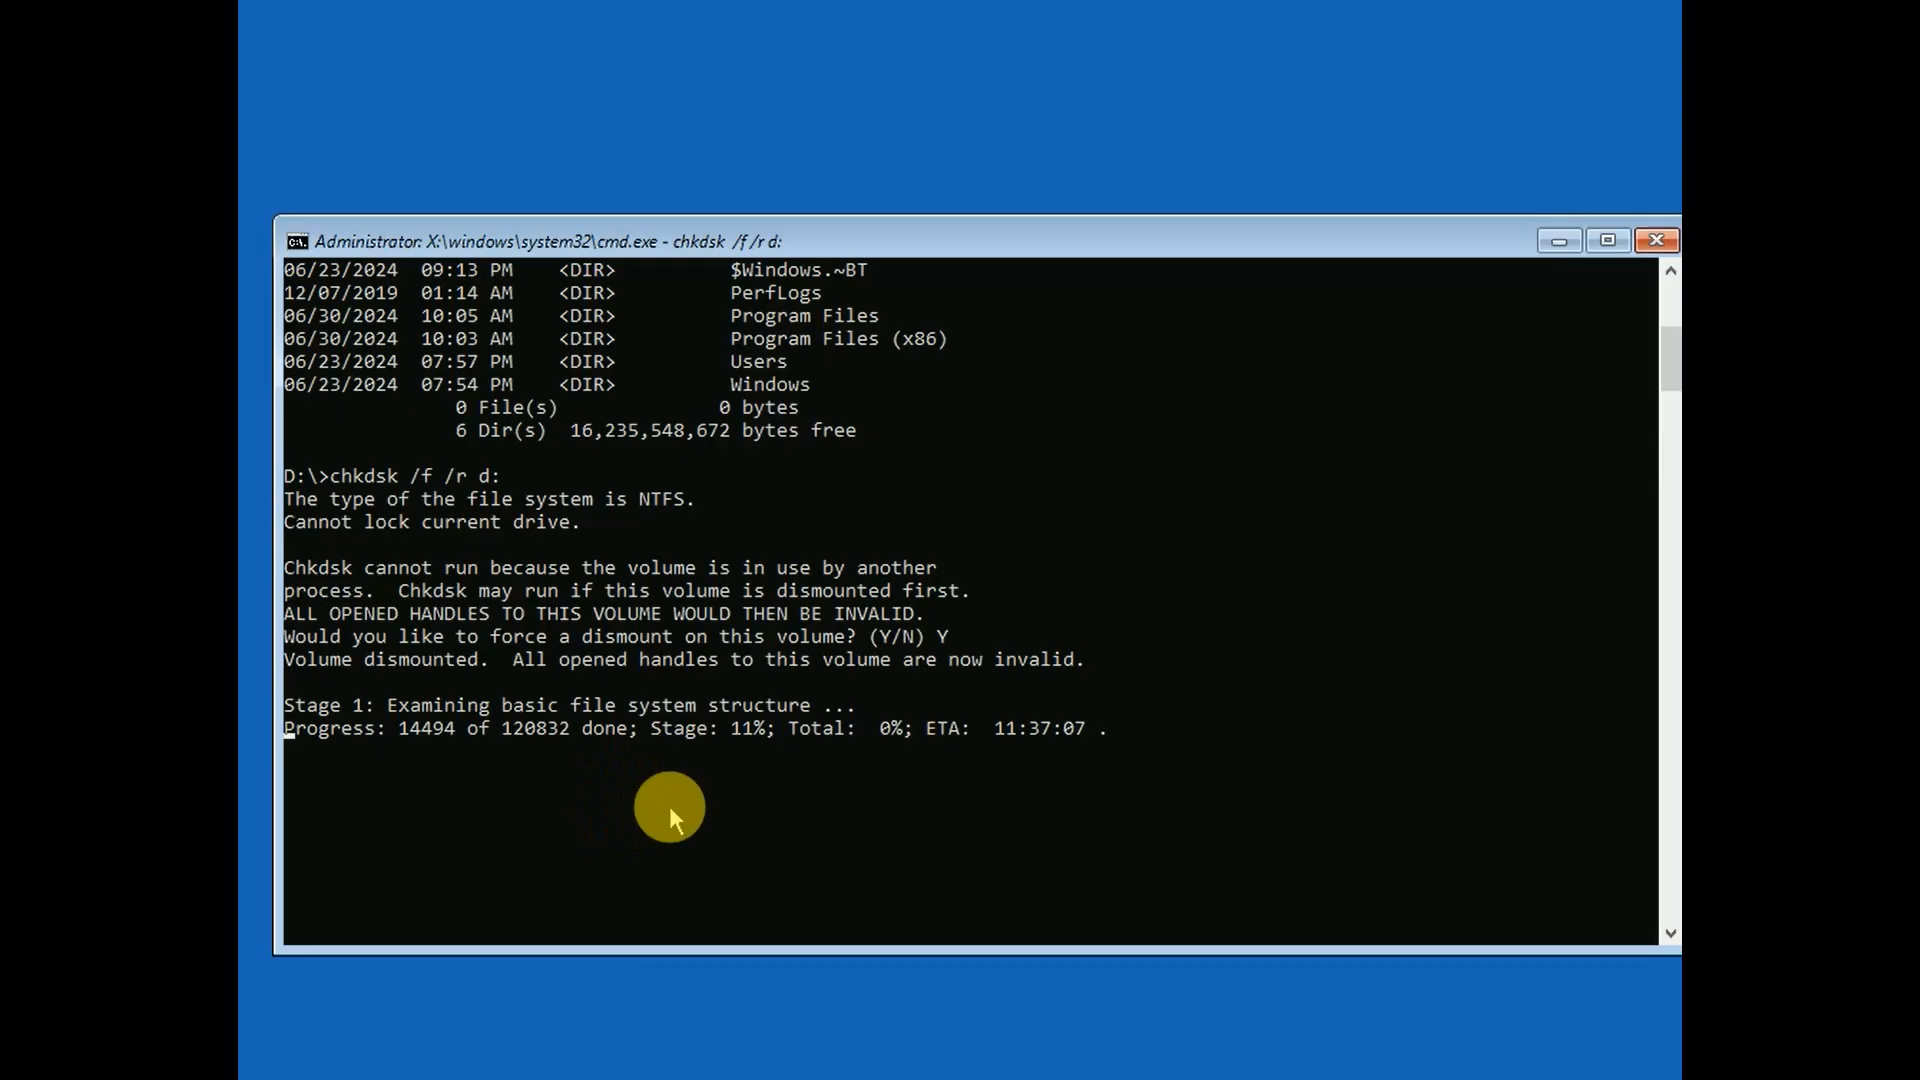 Administrator: X:\windows\system32\cmd.exe - chkdsk /f /r d:
06/23/2024  09:13 PM    <DIR>          $Windows.~BT
12/07/2019  01:14 AM    <DIR>          PerfLogs
06/30/2024  10:05 AM    <DIR>          Program Files
06/30/2024  10:03 AM    <DIR>          Program Files (x86)
06/23/2024  07:57 PM    <DIR>          Users
06/23/2024  07:54 PM    <DIR>          Windows
               0 File(s)              0 bytes
               6 Dir(s)  16,235,548,672 bytes free
D:\>chkdsk /f /r d:
The type of the file system is NTFS.
Cannot lock current drive.
Chkdsk cannot run because the volume is in use by another
process.  Chkdsk may run if this volume is dismounted first.
ALL OPENED HANDLES TO THIS VOLUME WOULD THEN BE INVALID.
Would you like to force a dismount on this volume? (Y/N) Y
Volume dismounted.  All opened handles to this volume are now invalid.
Stage 1: Examining basic file system structure ...
Progress: 14494 of 120832 done; Stage: 11%; Total:  0%; ETA:  11:37:07 .